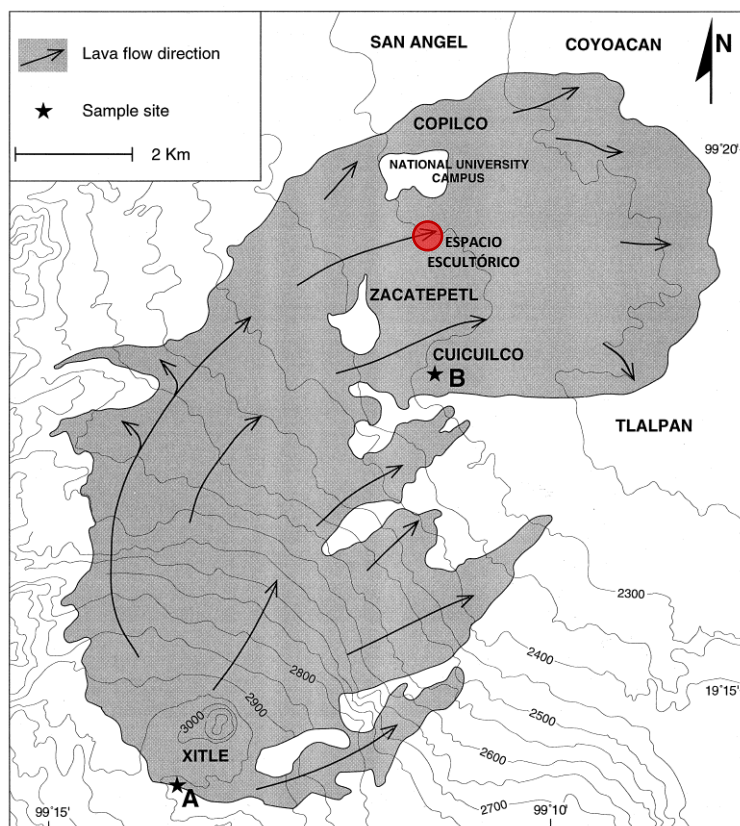 Lava flow direction
Sample site
2 Km
SAN ANGEL
COYOACAN
N
COPILCO
99°20
NATIONAL UNIVERSITY
CAMPUS
ESPACIO
ESCULTÓRICO
ZACATEPETL
CUICUILCO
B
TLALPAN
2300
2400
2800
2900
3000
19°15
2500
XITLE
2600
A
2700
99°15
99°10